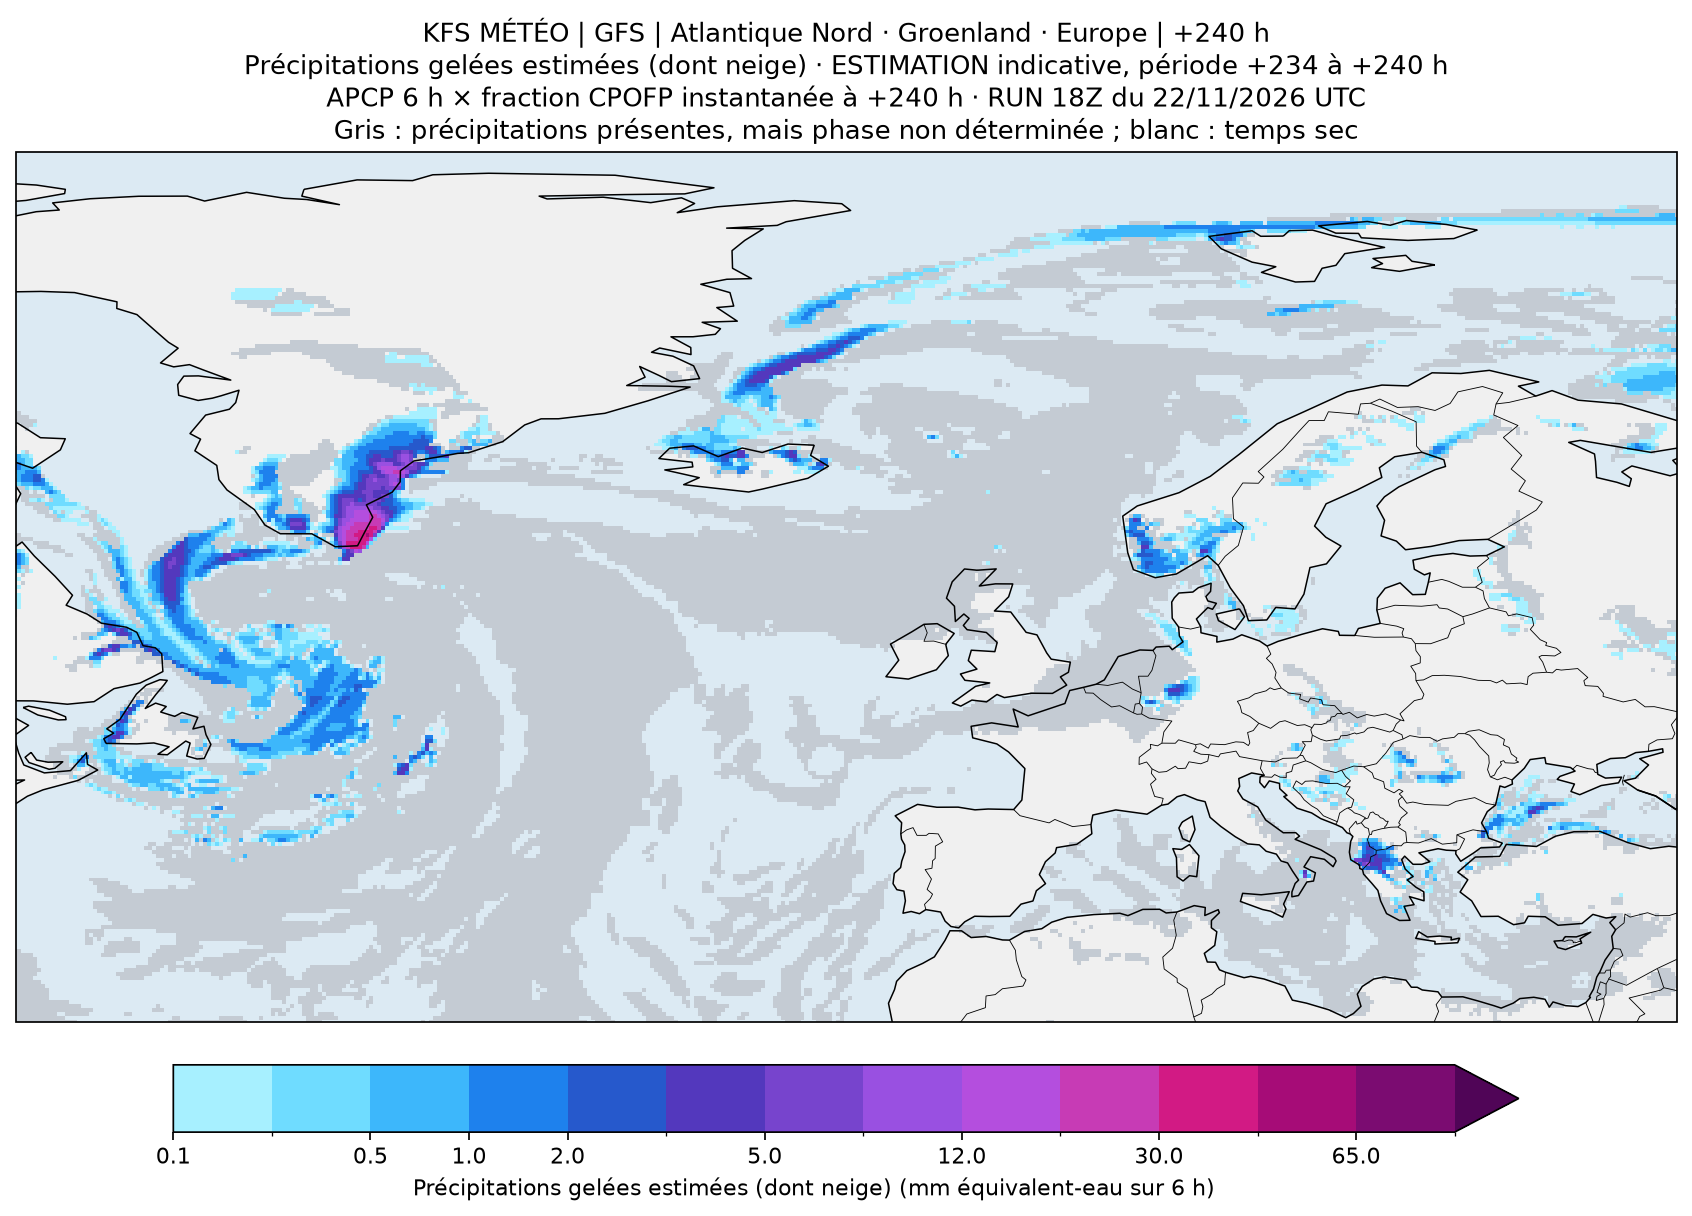 KFS MÉTÉO | GFS | Atlantique Nord · Groenland · Europe | +240 h
Précipitations gelées estimées (dont neige) · ESTIMATION indicative, période +234 à +240 h
APCP 6 h × fraction CPOFP instantanée à +240 h · RUN 18Z du 22/11/2026 UTC
Gris : précipitations présentes, mais phase non déterminée ; blanc : temps sec
0.1 0.5 1.0 2.0 5.0 12.0 30.0 65.0
Précipitations gelées estimées (dont neige) (mm équivalent-eau sur 6 h)